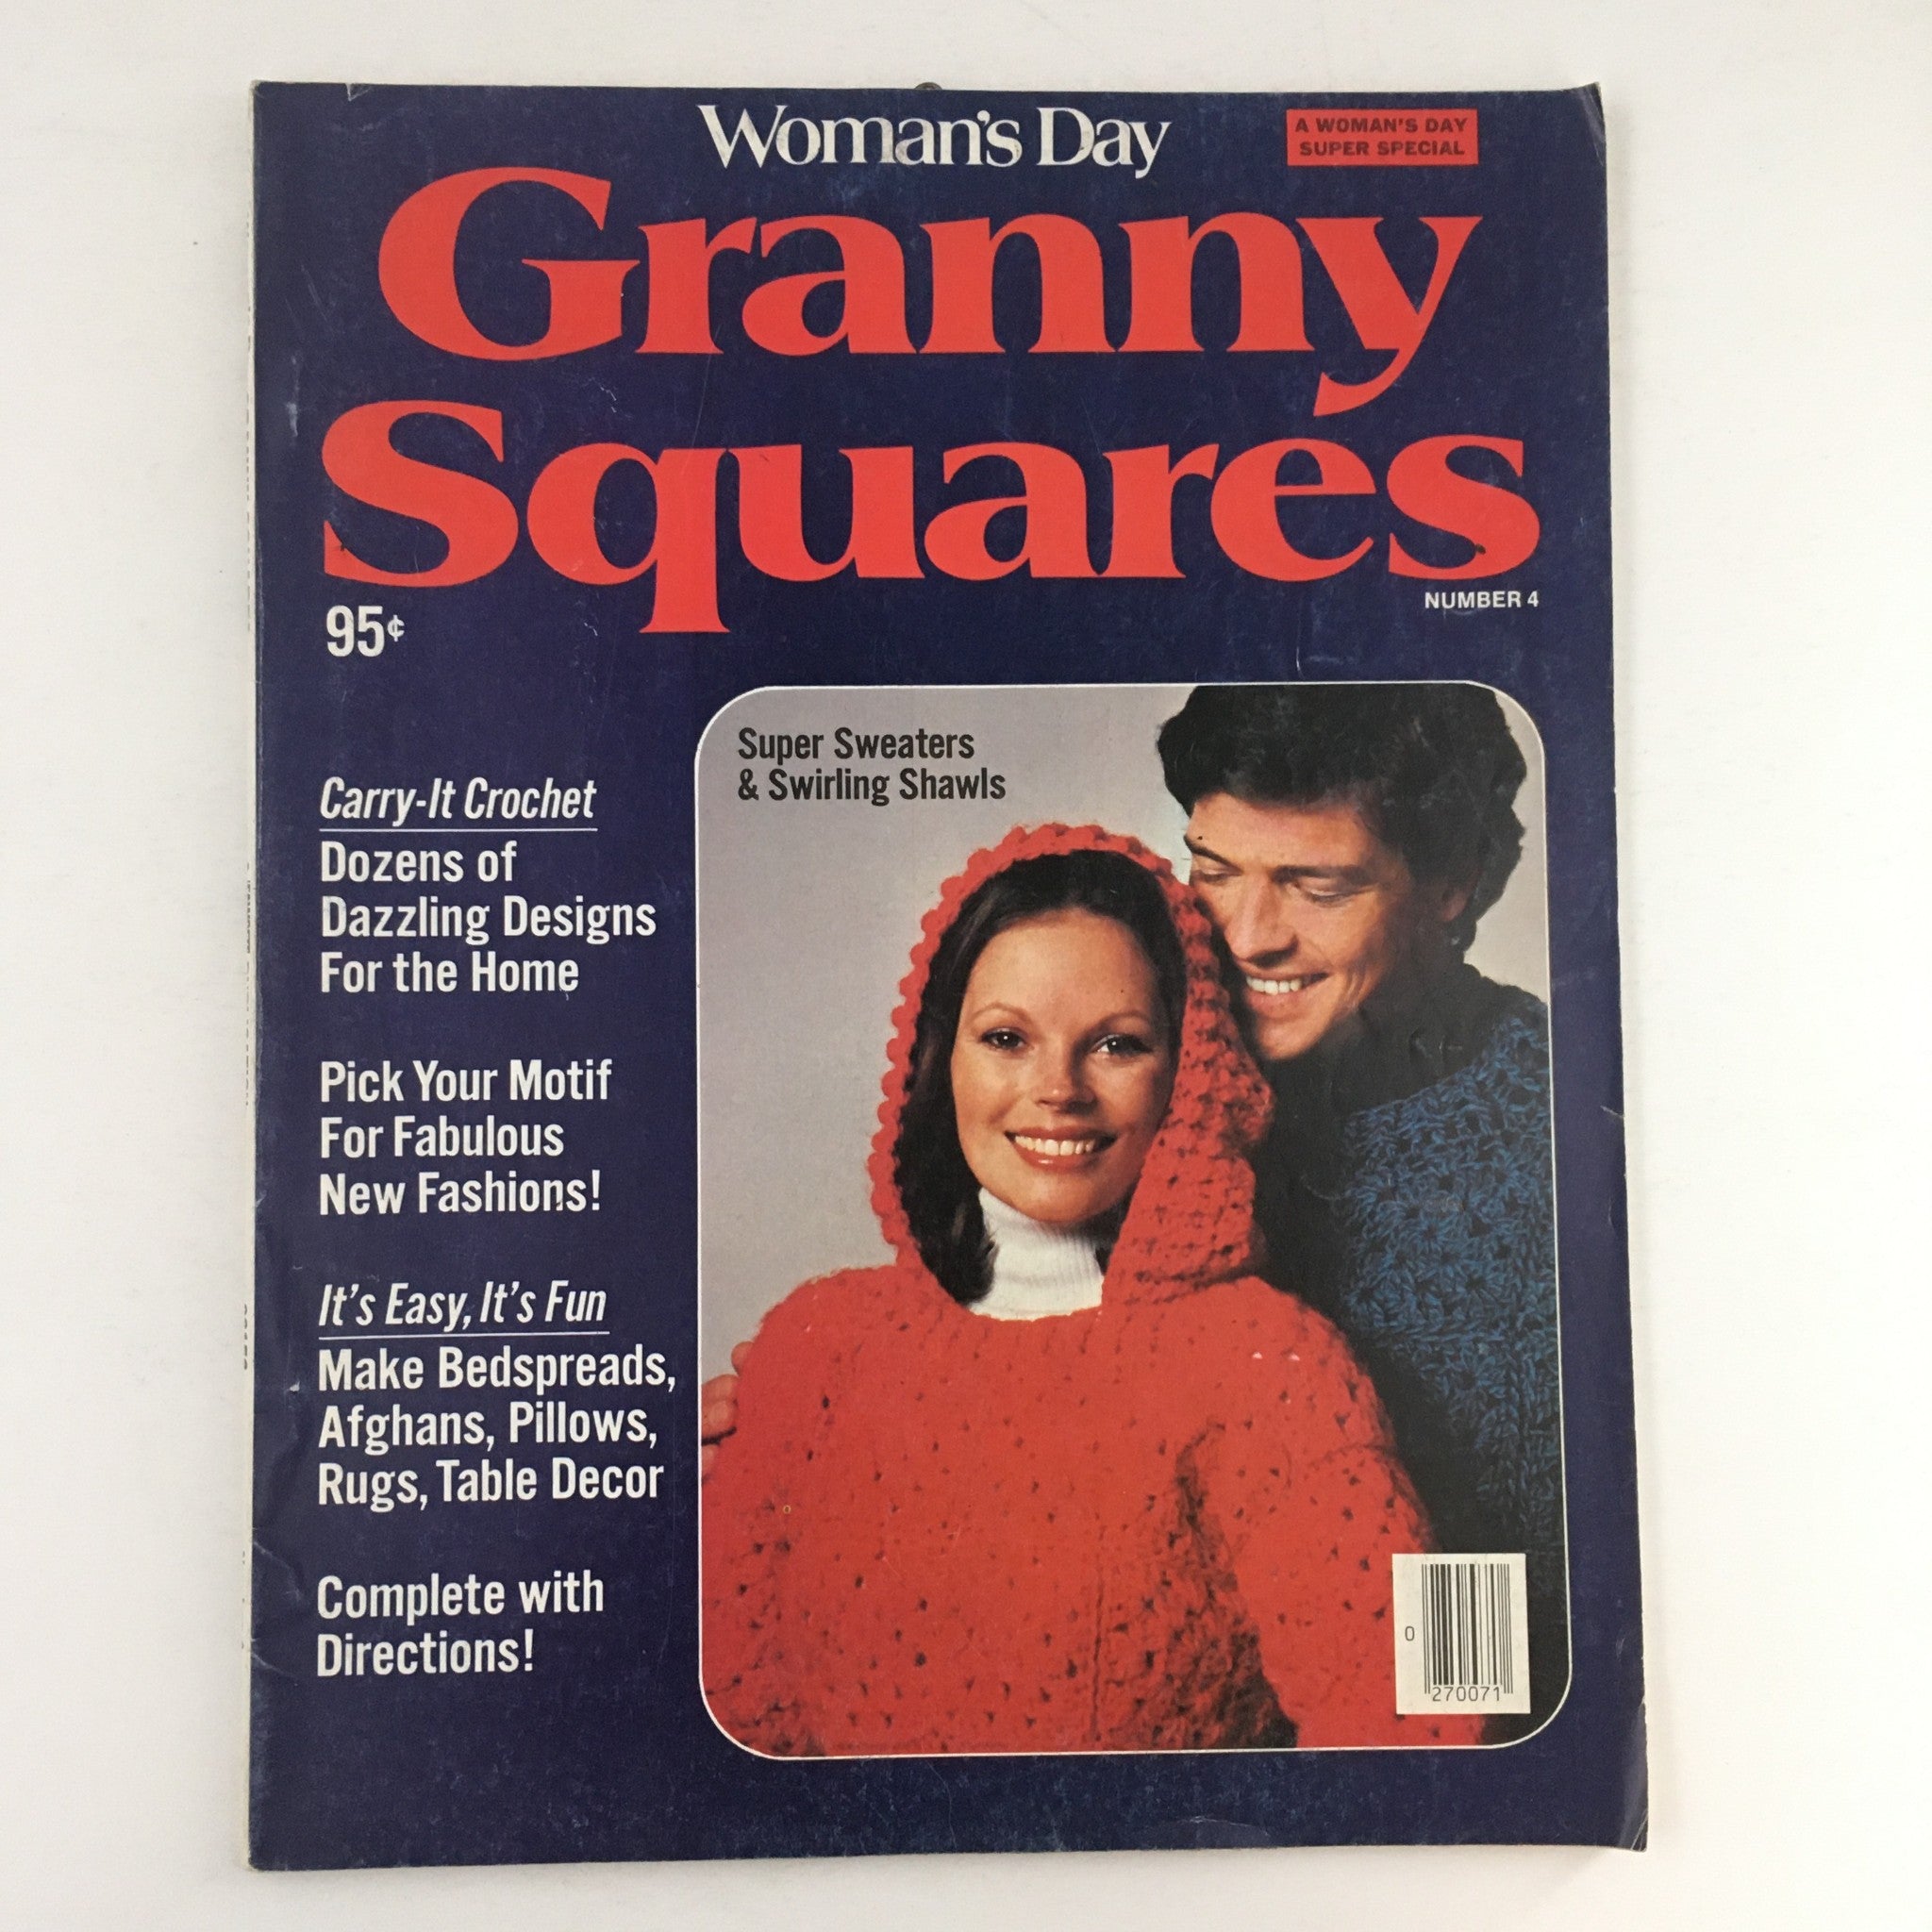 Woman's Day
A WOMAN'S DAY
SUPER SPECIAL
Granny
Squares
NUMBER 4
95¢
Super Sweaters
& Swirling Shawls
Carry-It Crochet
Dozens of
Dazzling Designs
For the Home
Pick Your Motif
For Fabulous
New Fashions!
It's Easy, It's Fun
Make Bedspreads,
Afghans, Pillows,
Rugs, Table Decor
Complete with
Directions!
0
270071